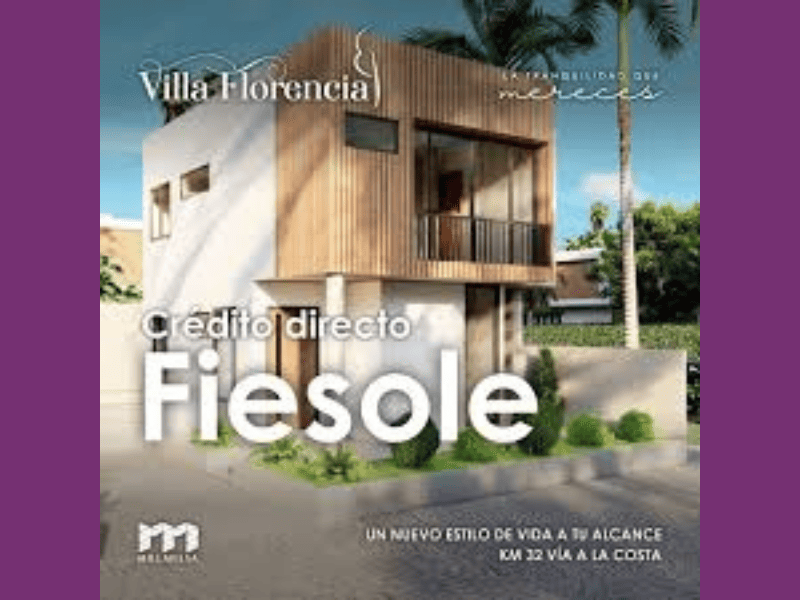 Villa Florencia
LA TRANQUILIDAD QUE
mereces
Crédito directo
Fiesole
UN NUEVO ESTILO DE VIDA A TU ALCANCE
KM 32 VÍA A LA COSTA